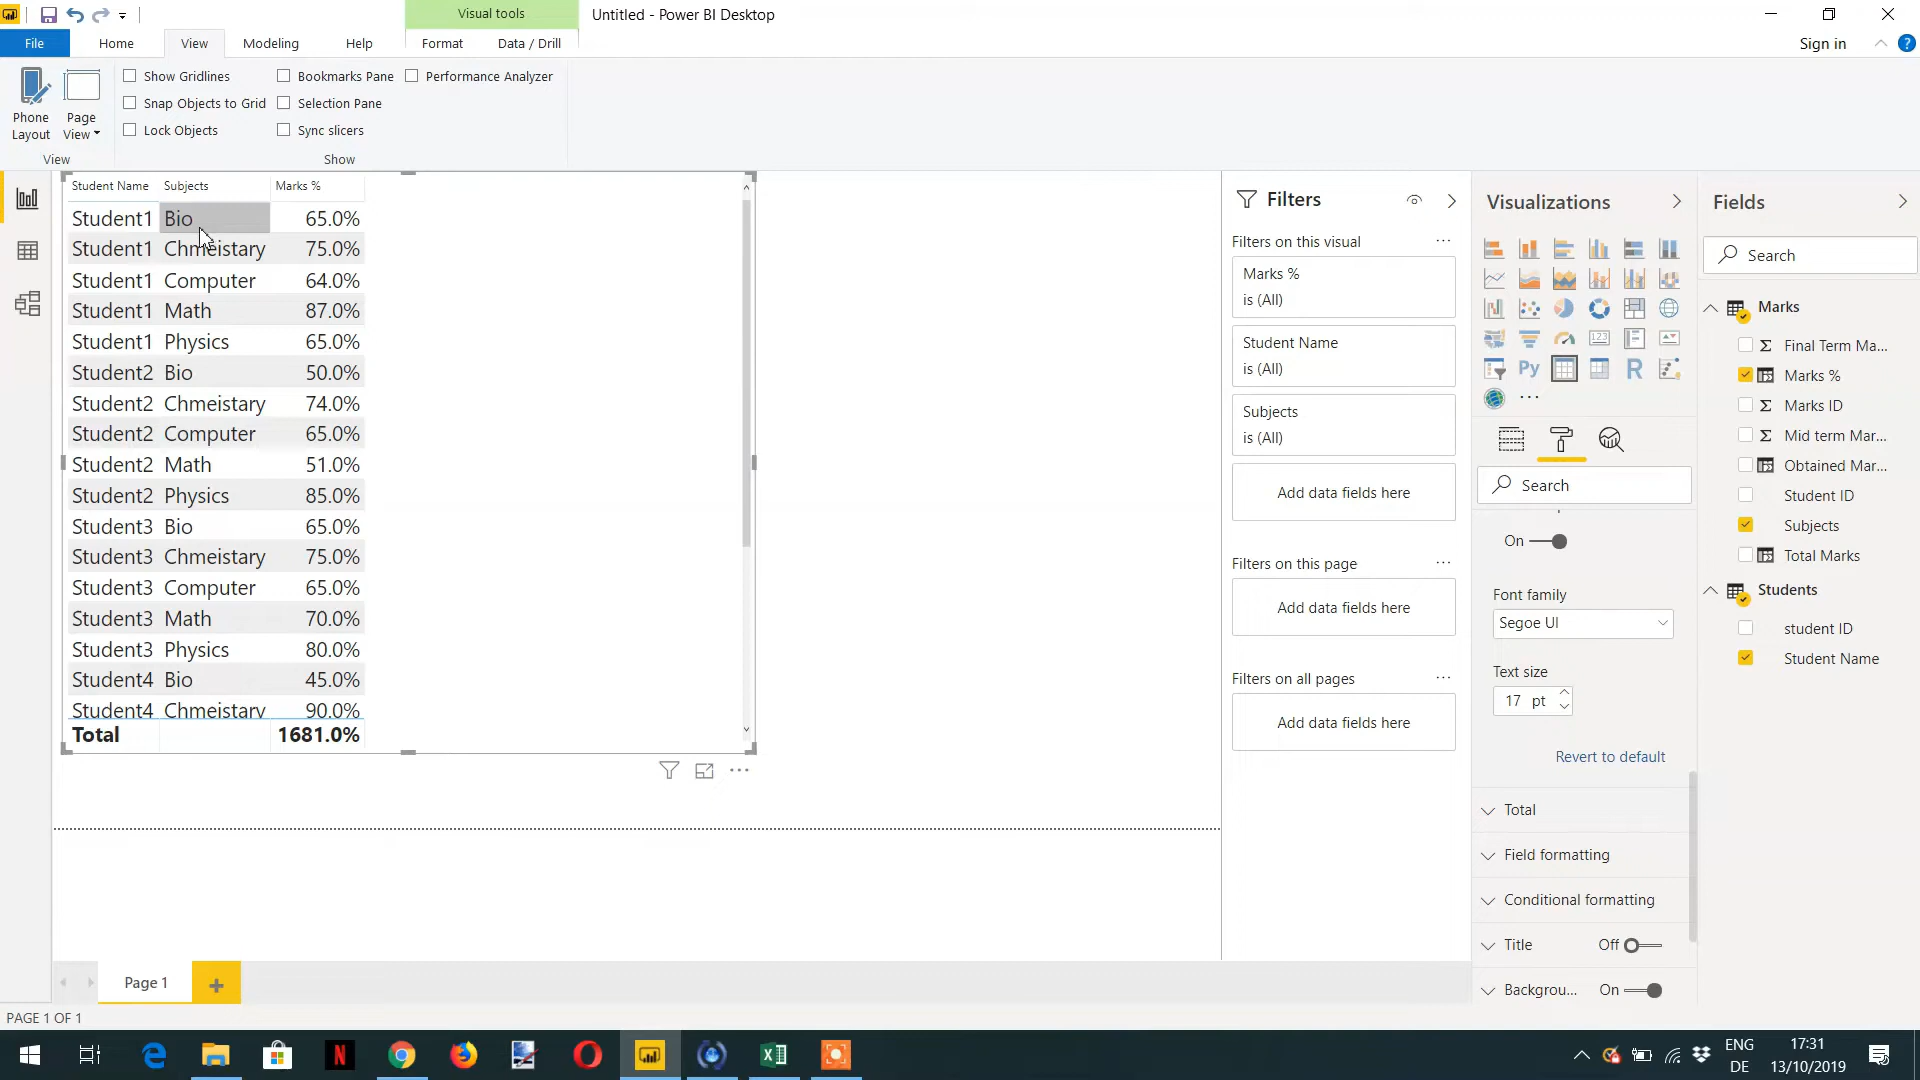 Visual tools
Untitled - Power BI Desktop
File Home View Modeling Help Format Data / Drill Sign in
Phone Layout
Page View
Show Gridlines
Snap Objects to Grid
Lock Objects
Bookmarks Pane
Selection Pane
Sync slicers
Performance Analyzer
View
Show
Student Name Subjects Marks %
Student1 Bio 65.0%
Student1 Chmeistary 75.0%
Student1 Computer 64.0%
Student1 Math 87.0%
Student1 Physics 65.0%
Student2 Bio 50.0%
Student2 Chmeistary 74.0%
Student2 Computer 65.0%
Student2 Math 51.0%
Student2 Physics 85.0%
Student3 Bio 65.0%
Student3 Chmeistary 75.0%
Student3 Computer 65.0%
Student3 Math 70.0%
Student3 Physics 80.0%
Student4 Bio 45.0%
Student4 Chmeistary 90.0%
Total 1681.0%
Filters
Filters on this visual ...
Marks %
is (All)
Student Name
is (All)
Subjects
is (All)
Add data fields here
Filters on this page ...
Add data fields here
Filters on all pages ...
Add data fields here
Visualizations
Py
R
123
...
Search
On
Font family
Segoe UI
Text size
17 pt
Revert to default
Total
Field formatting
Conditional formatting
Title Off
Backgrou... On
Fields
Search
Marks
Σ Final Term Ma...
Marks %
Σ Marks ID
Σ Mid term Mar...
Obtained Mar...
Student ID
Subjects
Total Marks
Students
student ID
Student Name
Page 1
+
PAGE 1 OF 1
ENG
DE
17:31
13/10/2019